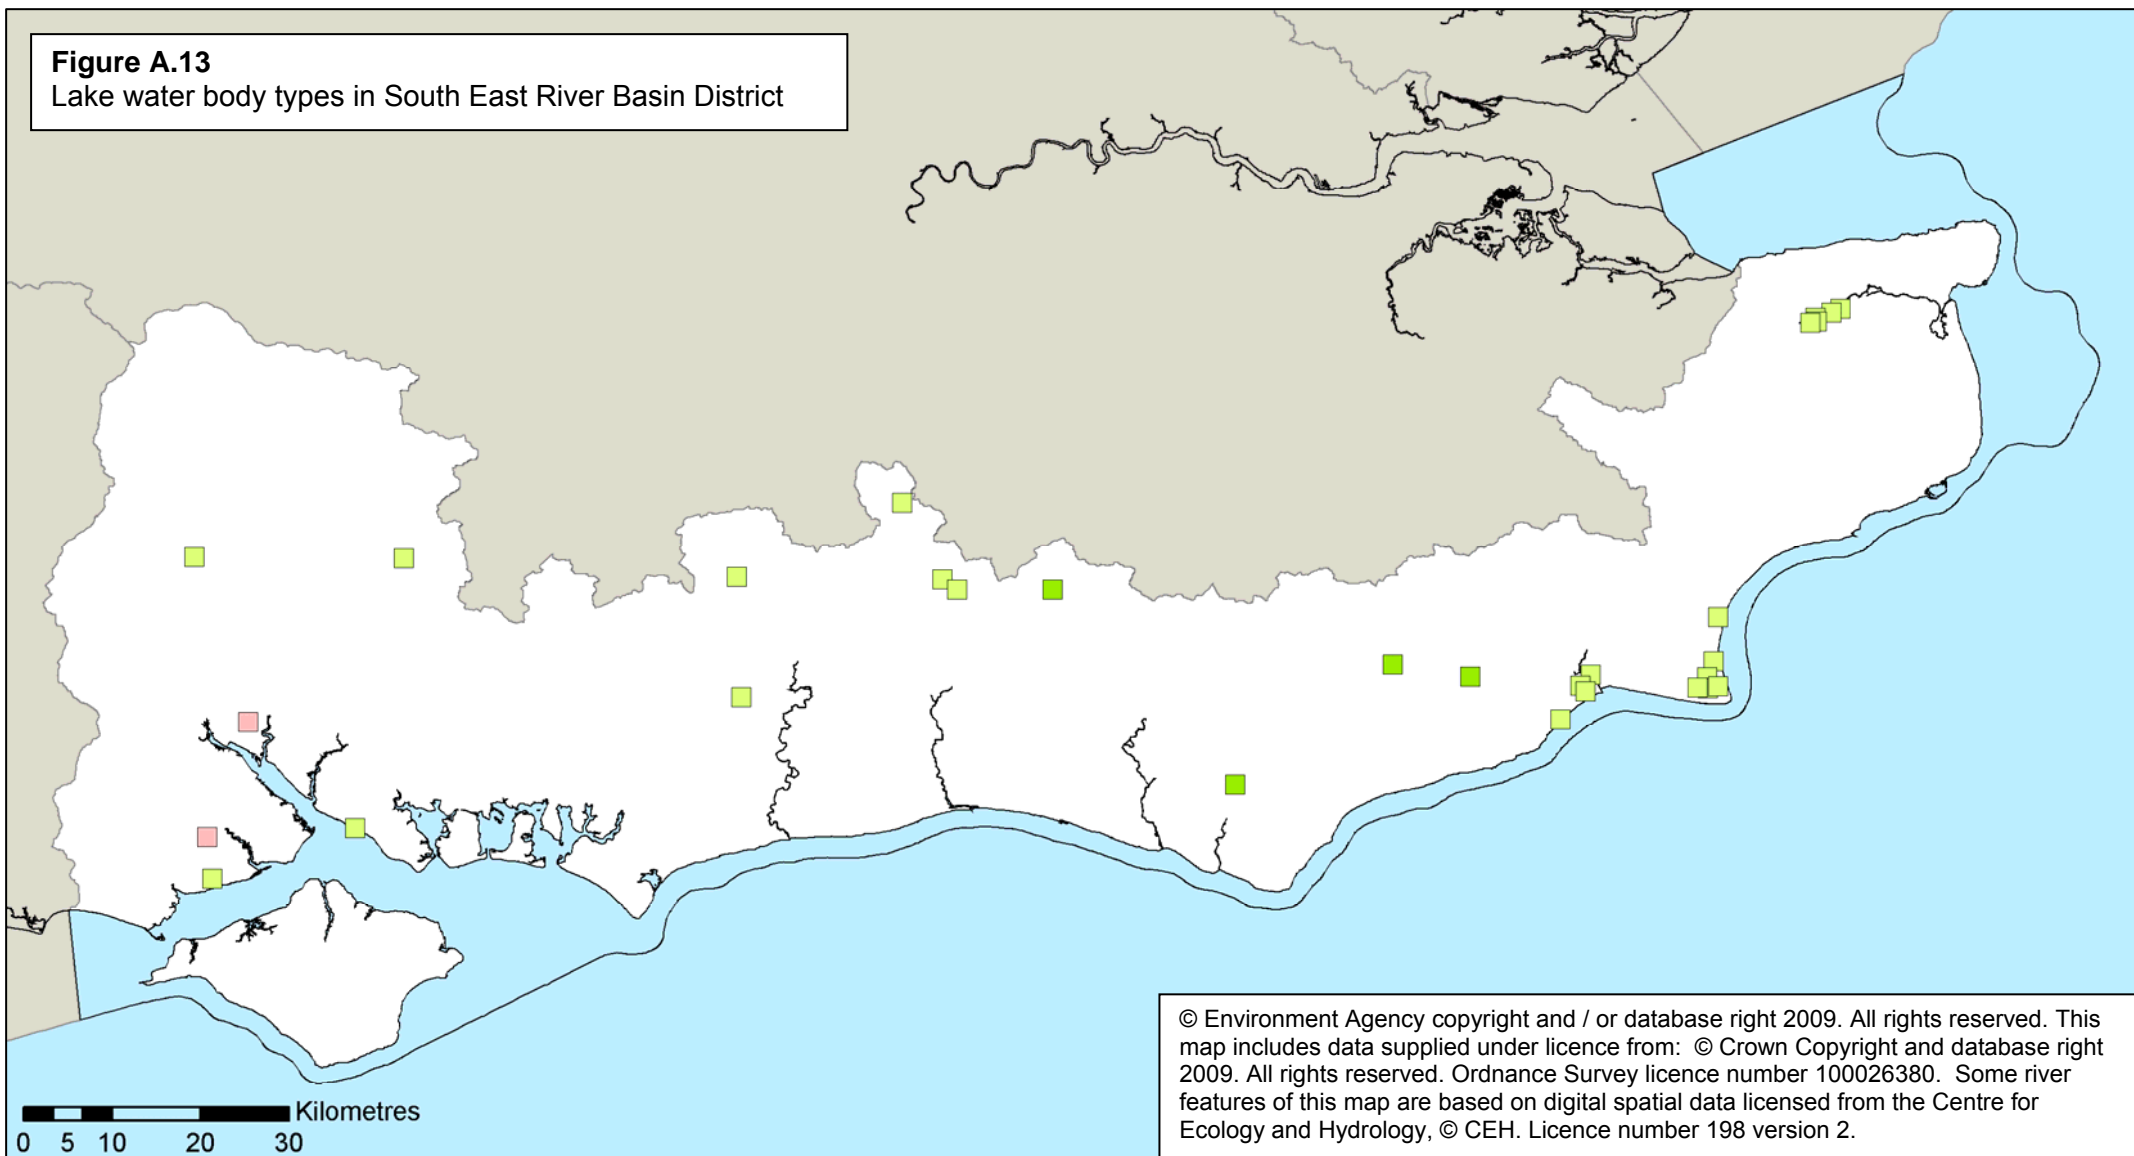 Figure A.13
Lake water body types in South East River Basin District
© Environment Agency copyright and / or database right 2009. All rights reserved. This
map includes data supplied under licence from:  © Crown Copyright and database right
2009. All rights reserved. Ordnance Survey licence number 100026380.  Some river
features of this map are based on digital spatial data licensed from the Centre for
Ecology and Hydrology, © CEH. Licence number 198 version 2.
Kilometres
0 5 10 20 30